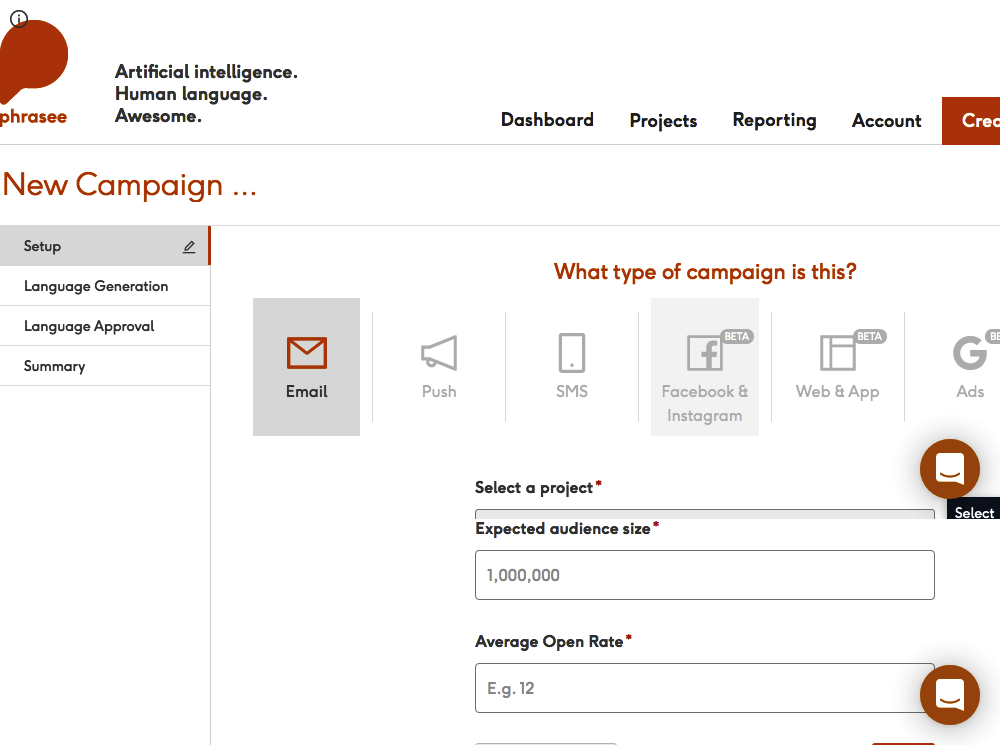 Artificial intelligence.
Human language.
Awesome.
phrasee
Dashboard Projects Reporting Account
New Campaign ...
Setup
Language Generation
Language Approval
Summary
What type of campaign is this?
Email
Push
SMS
BETA
Facebook &
Instagram
BETA
Web & App
Ads
Select a project*
Select
Expected audience size*
1,000,000
Average Open Rate*
E.g. 12